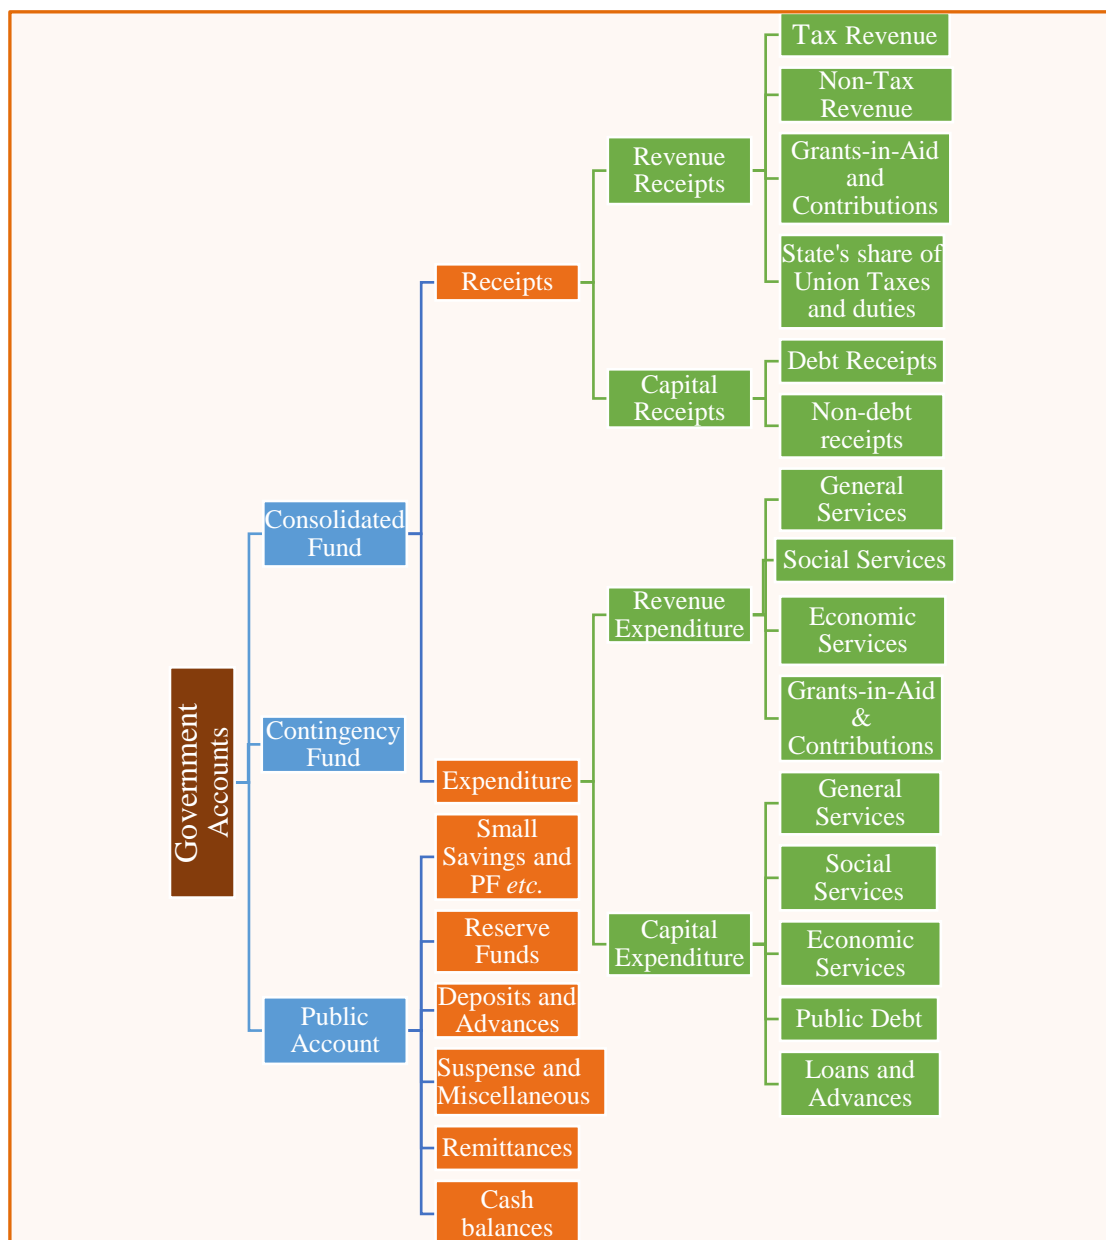 Government
Accounts
Consolidated
Fund
Contingency
Fund
Public
Account
Receipts
Expenditure
Small
Savings and
PF etc.
Reserve
Funds
Deposits and
Advances
Suspense and
Miscellaneous
Remittances
Cash
balances
Revenue
Receipts
Capital
Receipts
Revenue
Expenditure
Capital
Expenditure
Tax Revenue
Non-Tax
Revenue
Grants-in-Aid
and
Contributions
State's share of
Union Taxes
and duties
Debt Receipts
Non-debt
receipts
General
Services
Social Services
Economic
Services
Grants-in-Aid
&
Contributions
General
Services
Social
Services
Economic
Services
Public Debt
Loans and
Advances